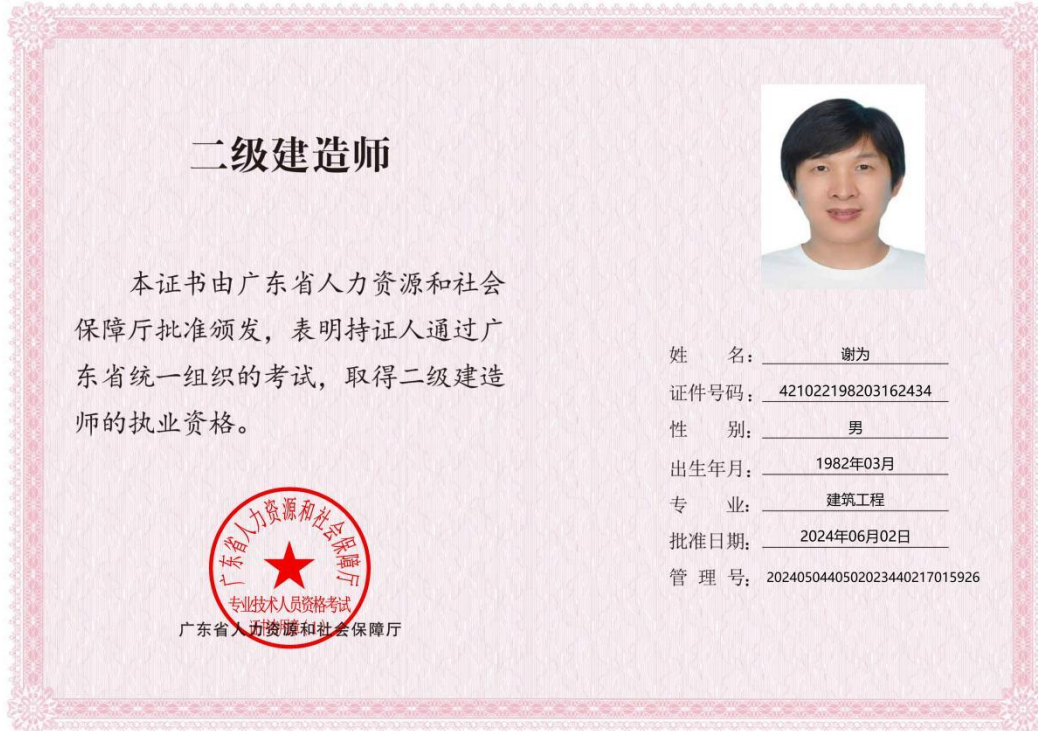 二级建造师
本证书由广东省人力资源和社会
保障厅批准颁发，表明持证人通过广
东省统一组织的考试，取得二级建造
师的执业资格。
广东省人力资源和社会保障厅
专业技术人员资格考试
广东省人力资源和社会保障厅
姓 名：谢为
证件号码：421022198203162434
性 别：男
出生年月：1982年03月
专 业：建筑工程
批准日期：2024年06月02日
管 理 号：2024050440502023440217015926